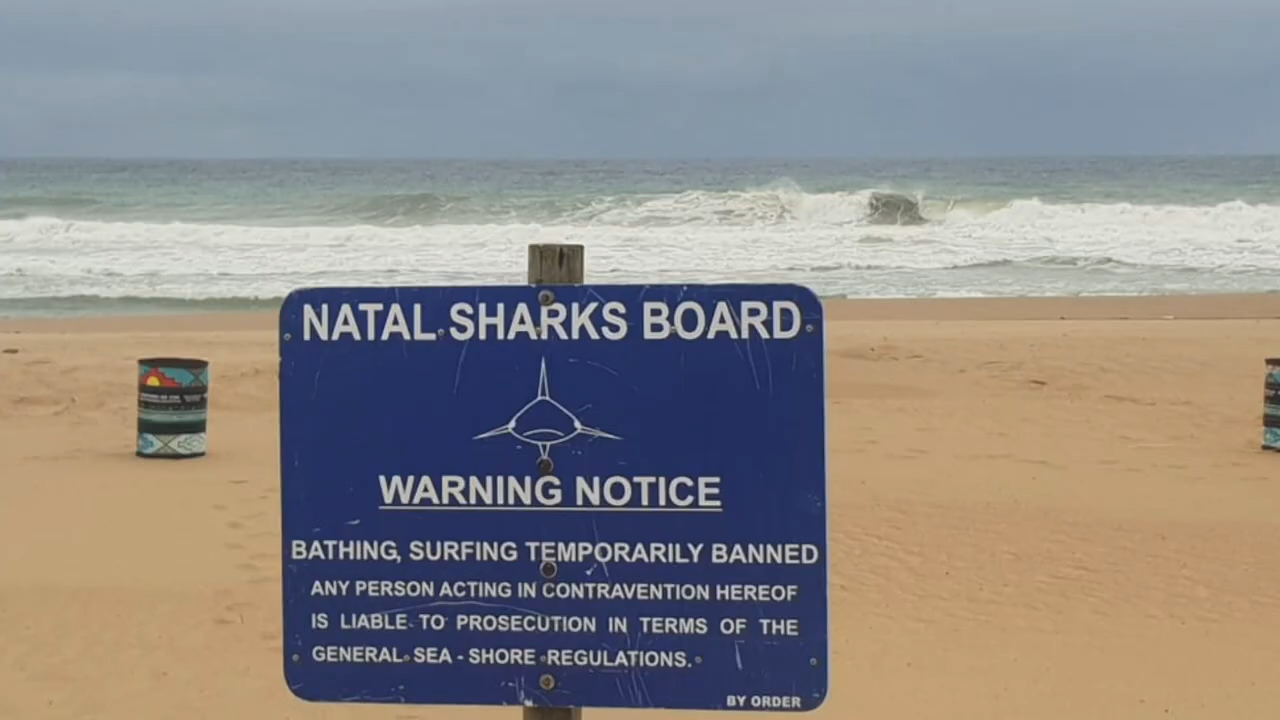 NATAL SHARKS BOARD
WARNING NOTICE
BATHING, SURFING TEMPORARILY BANNED
ANY PERSON ACTING IN CONTRAVENTION HEREOF
IS LIABLE TO PROSECUTION IN TERMS OF THE
GENERAL SEA - SHORE REGULATIONS.
BY ORDER